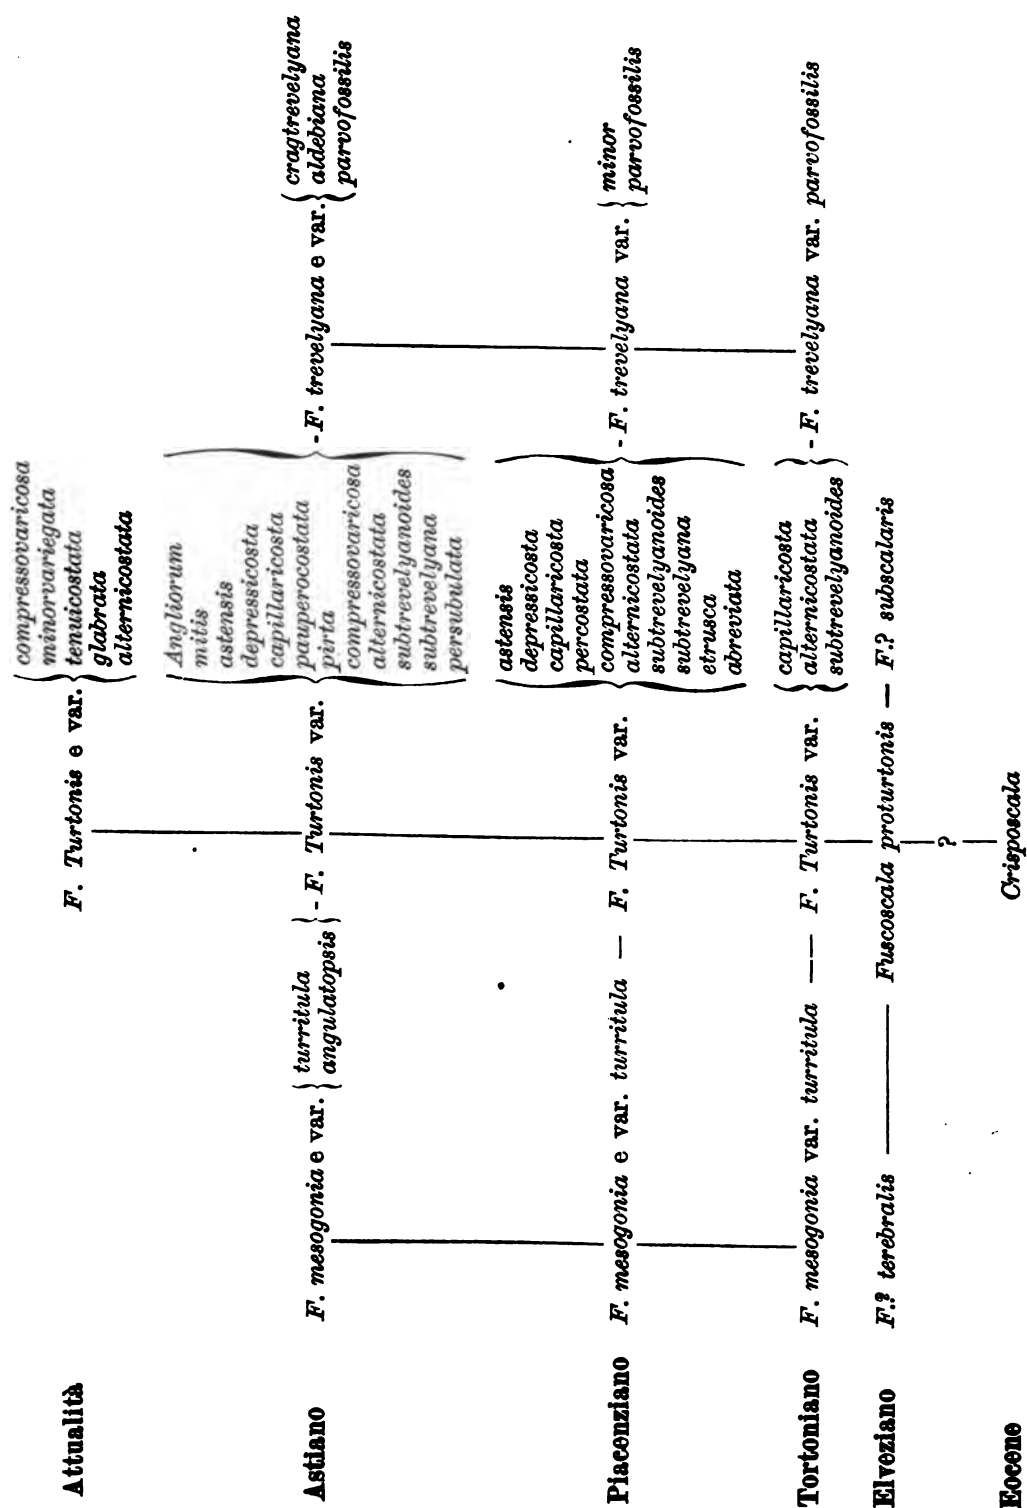 Attualità
F. Turtonis e var.
compressovaricosa
minorvariegata
tenuicostata
glabrata
alternicostata
Astiano
F. mesogonia e var.
turritula
angulatopsis
- F. Turtonis var.
Angliorum
mitis
astensis
depressicosta
capillaricosta
pauperocostata
pirta
compressovaricosa
alternicostata
subtrevelyanoides
subtrevelyana
persubulata
- F. trevelyana e var.
cragtrevelyana
aldebiana
parvofossilis
Piacenziano
F. mesogonia e var. turritula — F. Turtonis var.
astensis
depressicosta
capillaricosta
percostata
compressovaricosa
alternicostata
subtrevelyanoides
subtrevelyana
etrusca
abreviata
- F. trevelyana var.
minor
parvofossilis
Tortoniano
F. mesogonia var. turritula — F. Turtonis var.
capillaricosta
alternicostata
subtrevelyanoides
- F. trevelyana var. parvofossilis
Elveziano
F.? terebralis — Fuscoscala proturtonis — F.? subscalaris
?
Eocene
Crisposcala